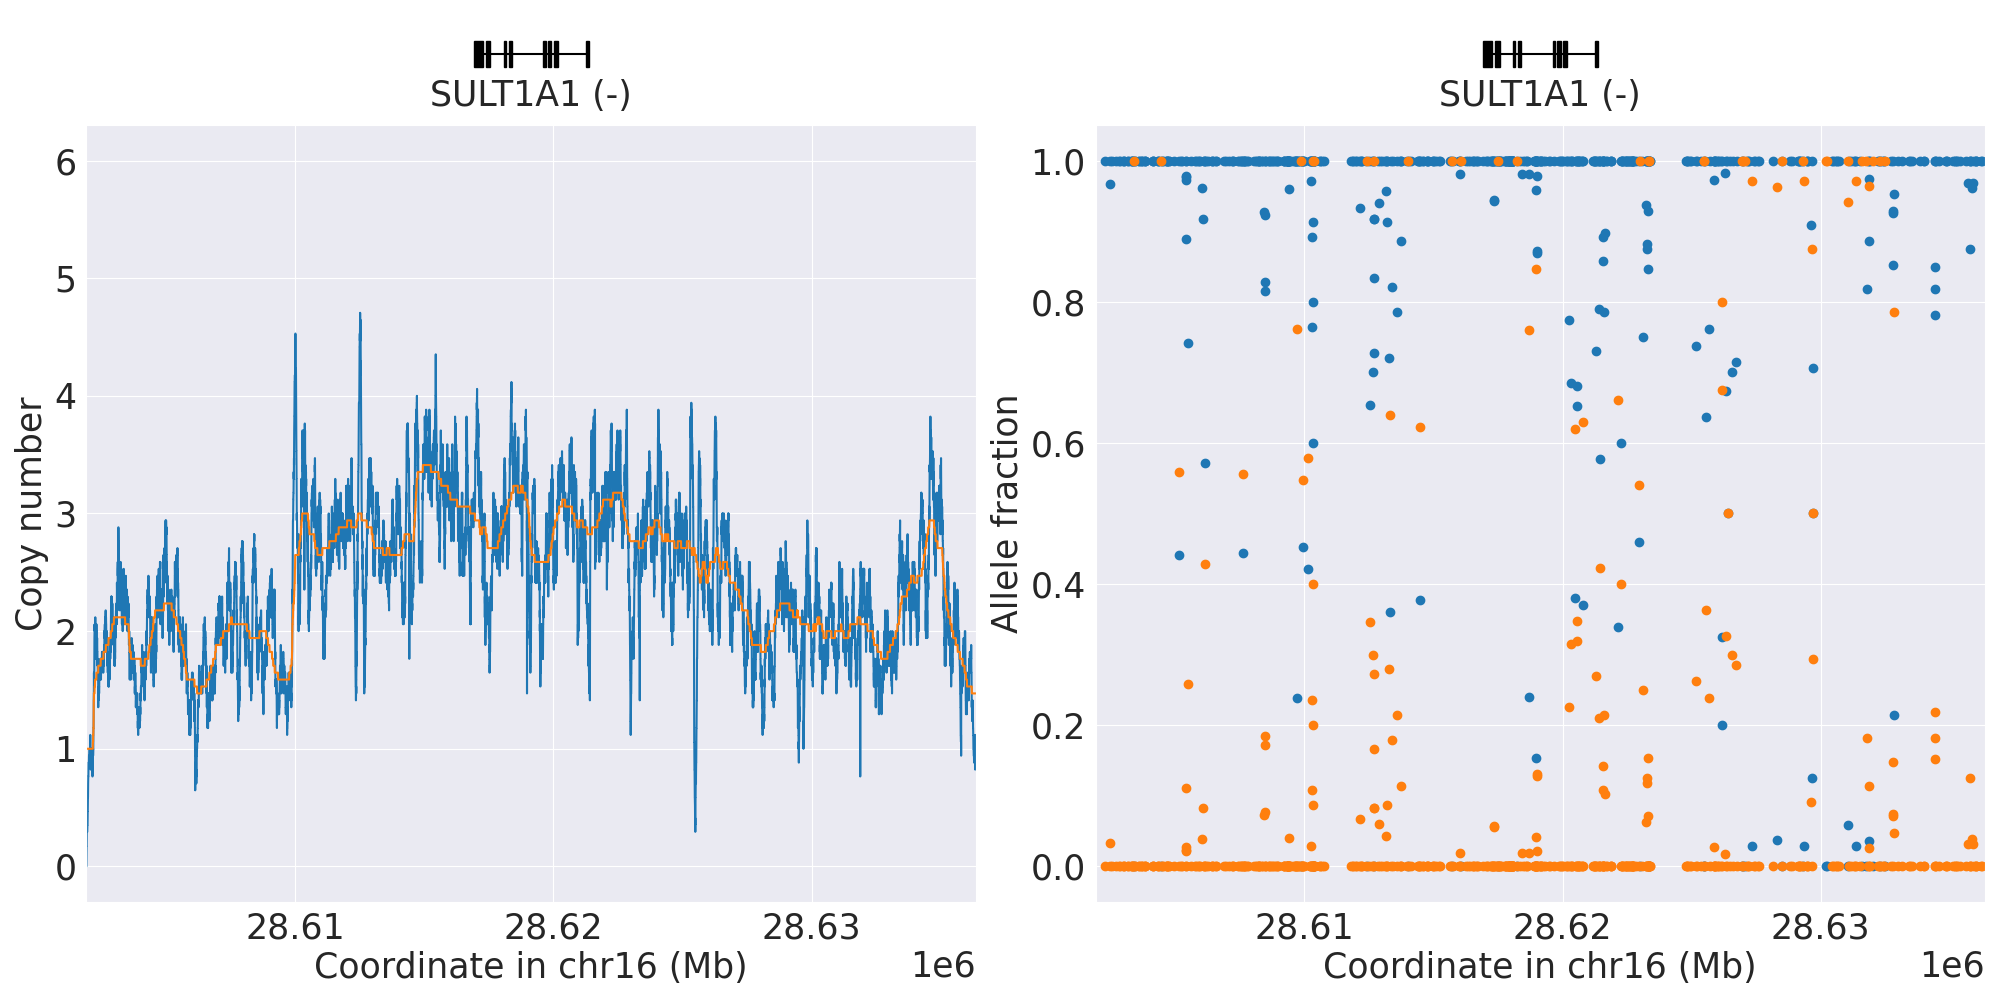 SULT1A1 (-)
SULT1A1 (-)
Copy number
6
5
4
3
2
1
0
28.61
28.62
28.63
Coordinate in chr16 (Mb)
1e6
Allele fraction
1.0
0.8
0.6
0.4
0.2
0.0
28.61
28.62
28.63
Coordinate in chr16 (Mb)
1e6